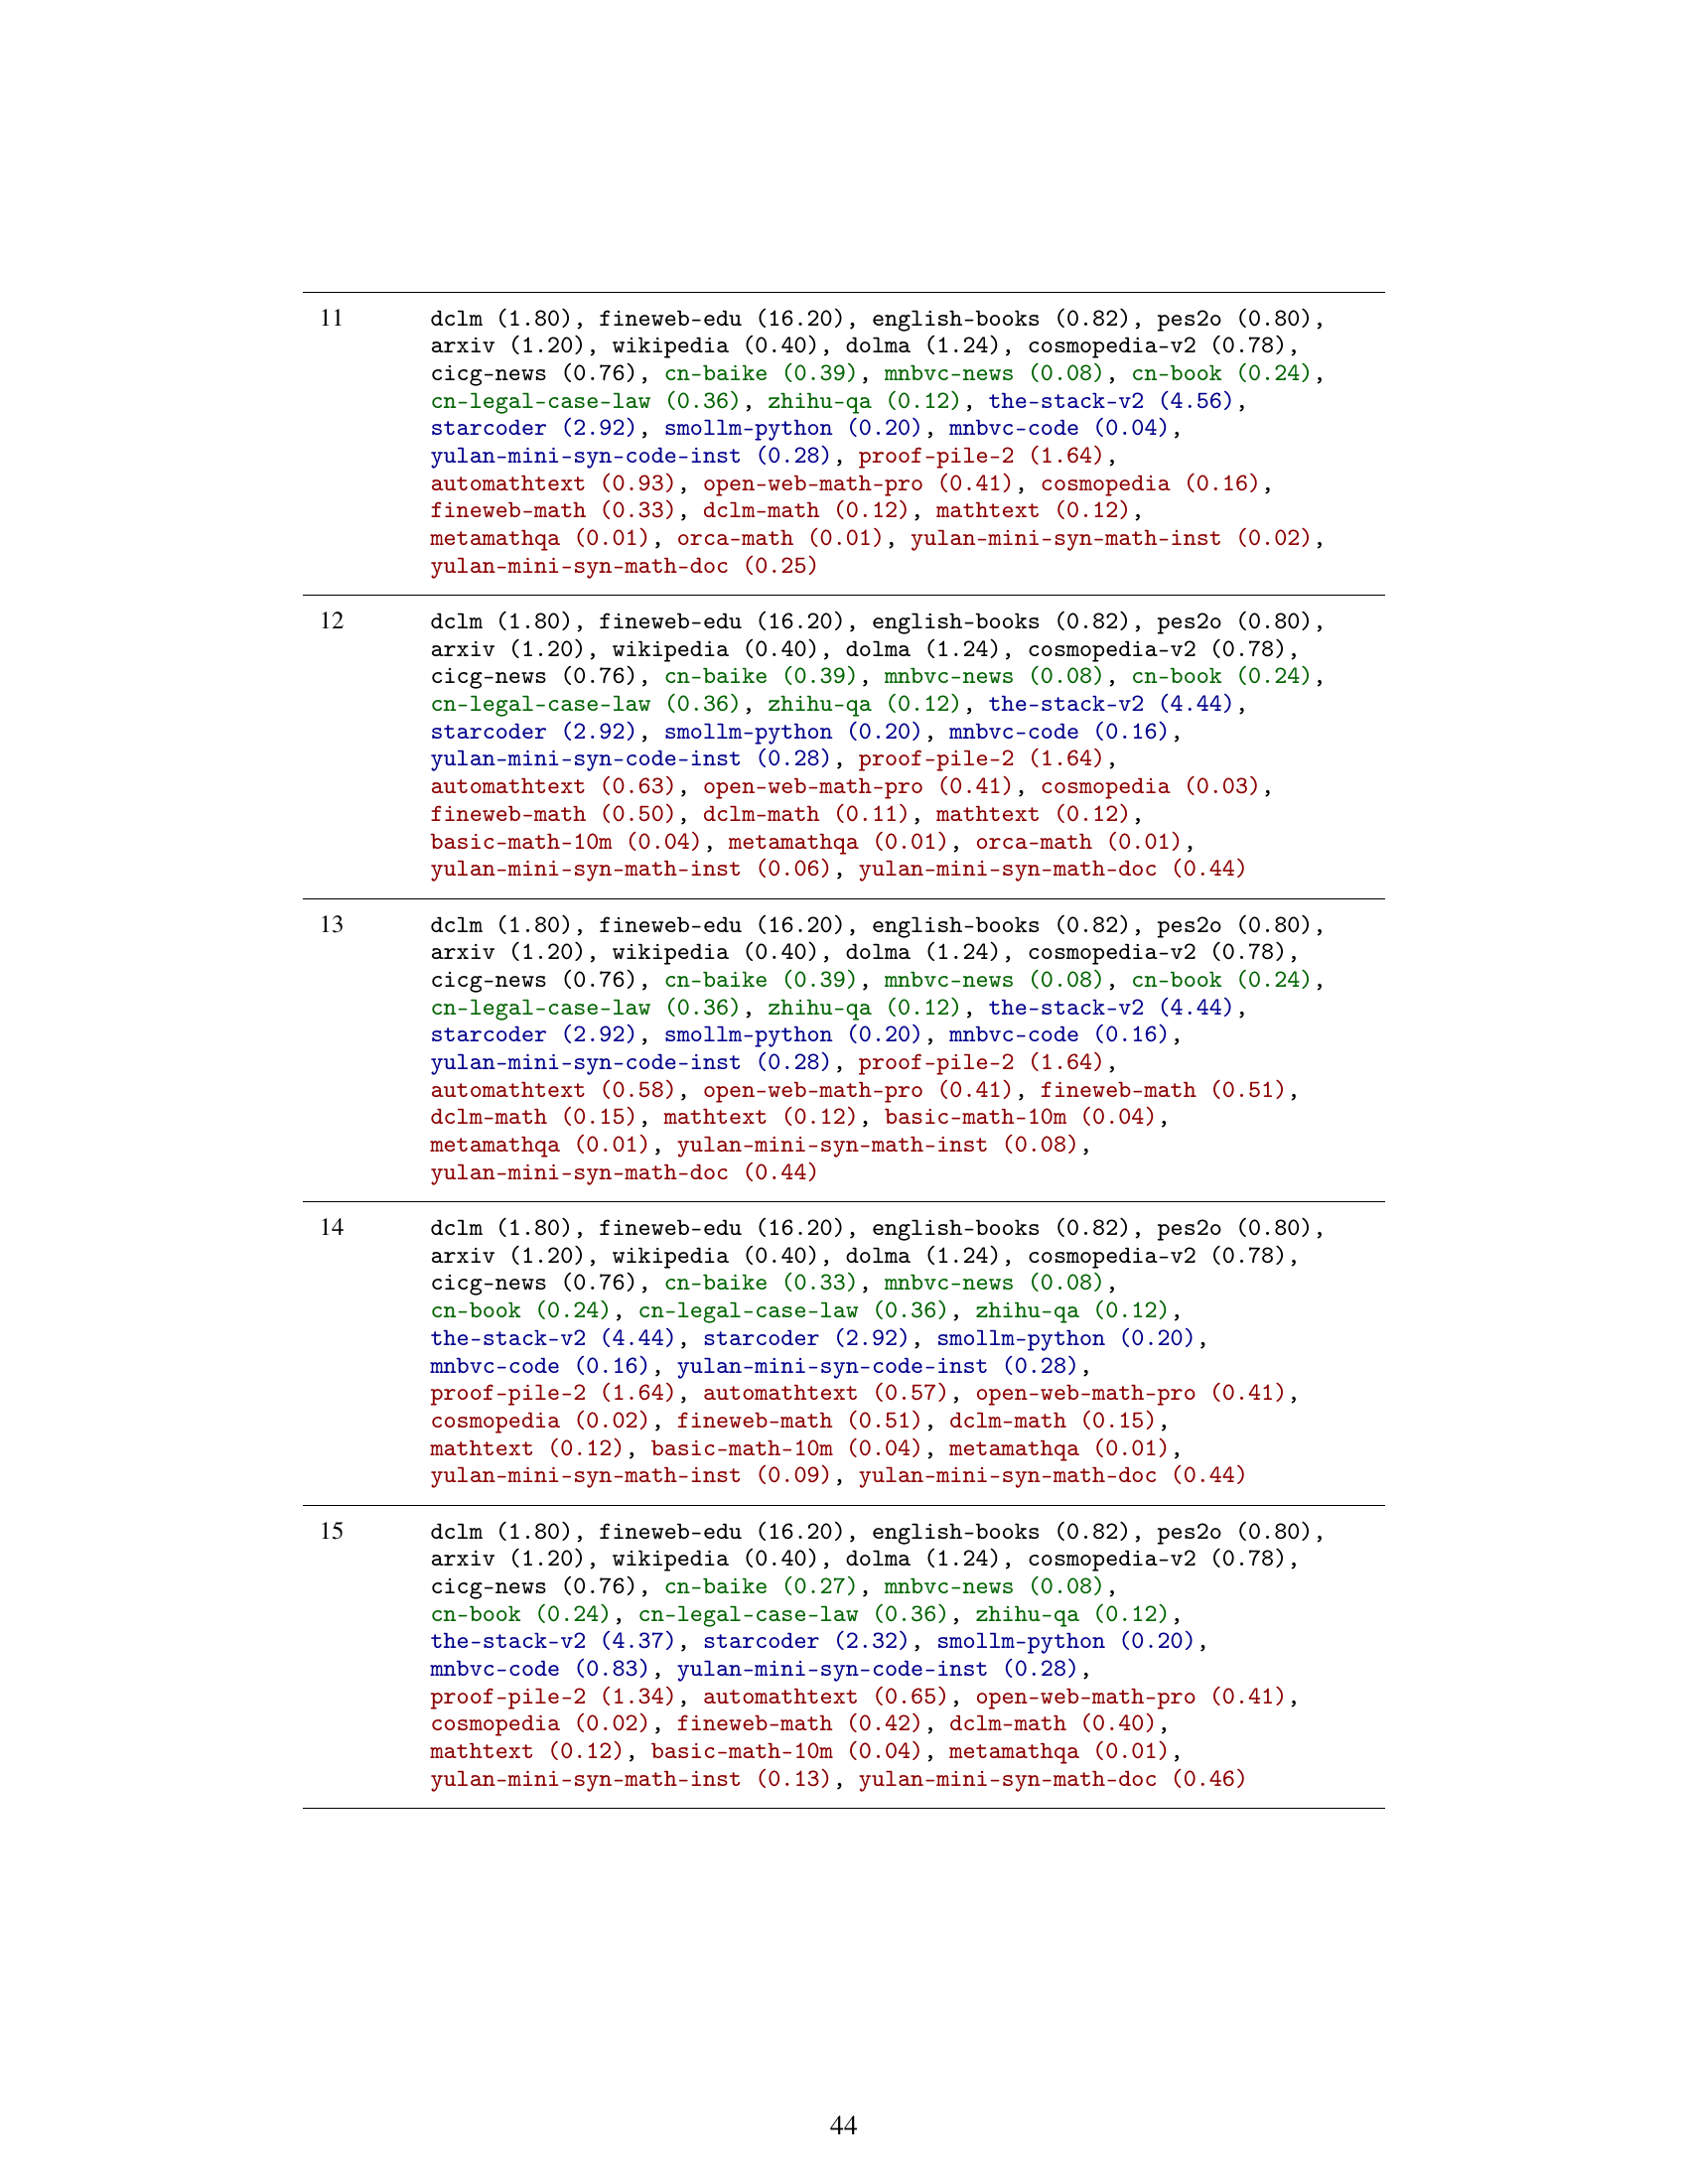 11
dclm (1.80), fineweb-edu (16.20), english-books (0.82), pes2o (0.80),
arxiv (1.20), wikipedia (0.40), dolma (1.24), cosmopedia-v2 (0.78),
cicg-news (0.76), cn-baike (0.39), mnbvc-news (0.08), cn-book (0.24),
cn-legal-case-law (0.36), zhihu-qa (0.12), the-stack-v2 (4.56),
starcoder (2.92), smollm-python (0.20), mnbvc-code (0.04),
yulan-mini-syn-code-inst (0.28), proof-pile-2 (1.64),
automathtext (0.93), open-web-math-pro (0.41), cosmopedia (0.16),
fineweb-math (0.33), dclm-math (0.12), mathtext (0.12),
metamathqa (0.01), orca-math (0.01), yulan-mini-syn-math-inst (0.02),
yulan-mini-syn-math-doc (0.25)
12
dclm (1.80), fineweb-edu (16.20), english-books (0.82), pes2o (0.80),
arxiv (1.20), wikipedia (0.40), dolma (1.24), cosmopedia-v2 (0.78),
cicg-news (0.76), cn-baike (0.39), mnbvc-news (0.08), cn-book (0.24),
cn-legal-case-law (0.36), zhihu-qa (0.12), the-stack-v2 (4.44),
starcoder (2.92), smollm-python (0.20), mnbvc-code (0.16),
yulan-mini-syn-code-inst (0.28), proof-pile-2 (1.64),
automathtext (0.63), open-web-math-pro (0.41), cosmopedia (0.03),
fineweb-math (0.50), dclm-math (0.11), mathtext (0.12),
basic-math-10m (0.04), metamathqa (0.01), orca-math (0.01),
yulan-mini-syn-math-inst (0.06), yulan-mini-syn-math-doc (0.44)
13
dclm (1.80), fineweb-edu (16.20), english-books (0.82), pes2o (0.80),
arxiv (1.20), wikipedia (0.40), dolma (1.24), cosmopedia-v2 (0.78),
cicg-news (0.76), cn-baike (0.39), mnbvc-news (0.08), cn-book (0.24),
cn-legal-case-law (0.36), zhihu-qa (0.12), the-stack-v2 (4.44),
starcoder (2.92), smollm-python (0.20), mnbvc-code (0.16),
yulan-mini-syn-code-inst (0.28), proof-pile-2 (1.64),
automathtext (0.58), open-web-math-pro (0.41), fineweb-math (0.51),
dclm-math (0.15), mathtext (0.12), basic-math-10m (0.04),
metamathqa (0.01), yulan-mini-syn-math-inst (0.08),
yulan-mini-syn-math-doc (0.44)
14
dclm (1.80), fineweb-edu (16.20), english-books (0.82), pes2o (0.80),
arxiv (1.20), wikipedia (0.40), dolma (1.24), cosmopedia-v2 (0.78),
cicg-news (0.76), cn-baike (0.33), mnbvc-news (0.08),
cn-book (0.24), cn-legal-case-law (0.36), zhihu-qa (0.12),
the-stack-v2 (4.44), starcoder (2.92), smollm-python (0.20),
mnbvc-code (0.16), yulan-mini-syn-code-inst (0.28),
proof-pile-2 (1.64), automathtext (0.57), open-web-math-pro (0.41),
cosmopedia (0.02), fineweb-math (0.51), dclm-math (0.15),
mathtext (0.12), basic-math-10m (0.04), metamathqa (0.01),
yulan-mini-syn-math-inst (0.09), yulan-mini-syn-math-doc (0.44)
15
dclm (1.80), fineweb-edu (16.20), english-books (0.82), pes2o (0.80),
arxiv (1.20), wikipedia (0.40), dolma (1.24), cosmopedia-v2 (0.78),
cicg-news (0.76), cn-baike (0.27), mnbvc-news (0.08),
cn-book (0.24), cn-legal-case-law (0.36), zhihu-qa (0.12),
the-stack-v2 (4.37), starcoder (2.32), smollm-python (0.20),
mnbvc-code (0.83), yulan-mini-syn-code-inst (0.28),
proof-pile-2 (1.34), automathtext (0.65), open-web-math-pro (0.41),
cosmopedia (0.02), fineweb-math (0.42), dclm-math (0.40),
mathtext (0.12), basic-math-10m (0.04), metamathqa (0.01),
yulan-mini-syn-math-inst (0.13), yulan-mini-syn-math-doc (0.46)
44